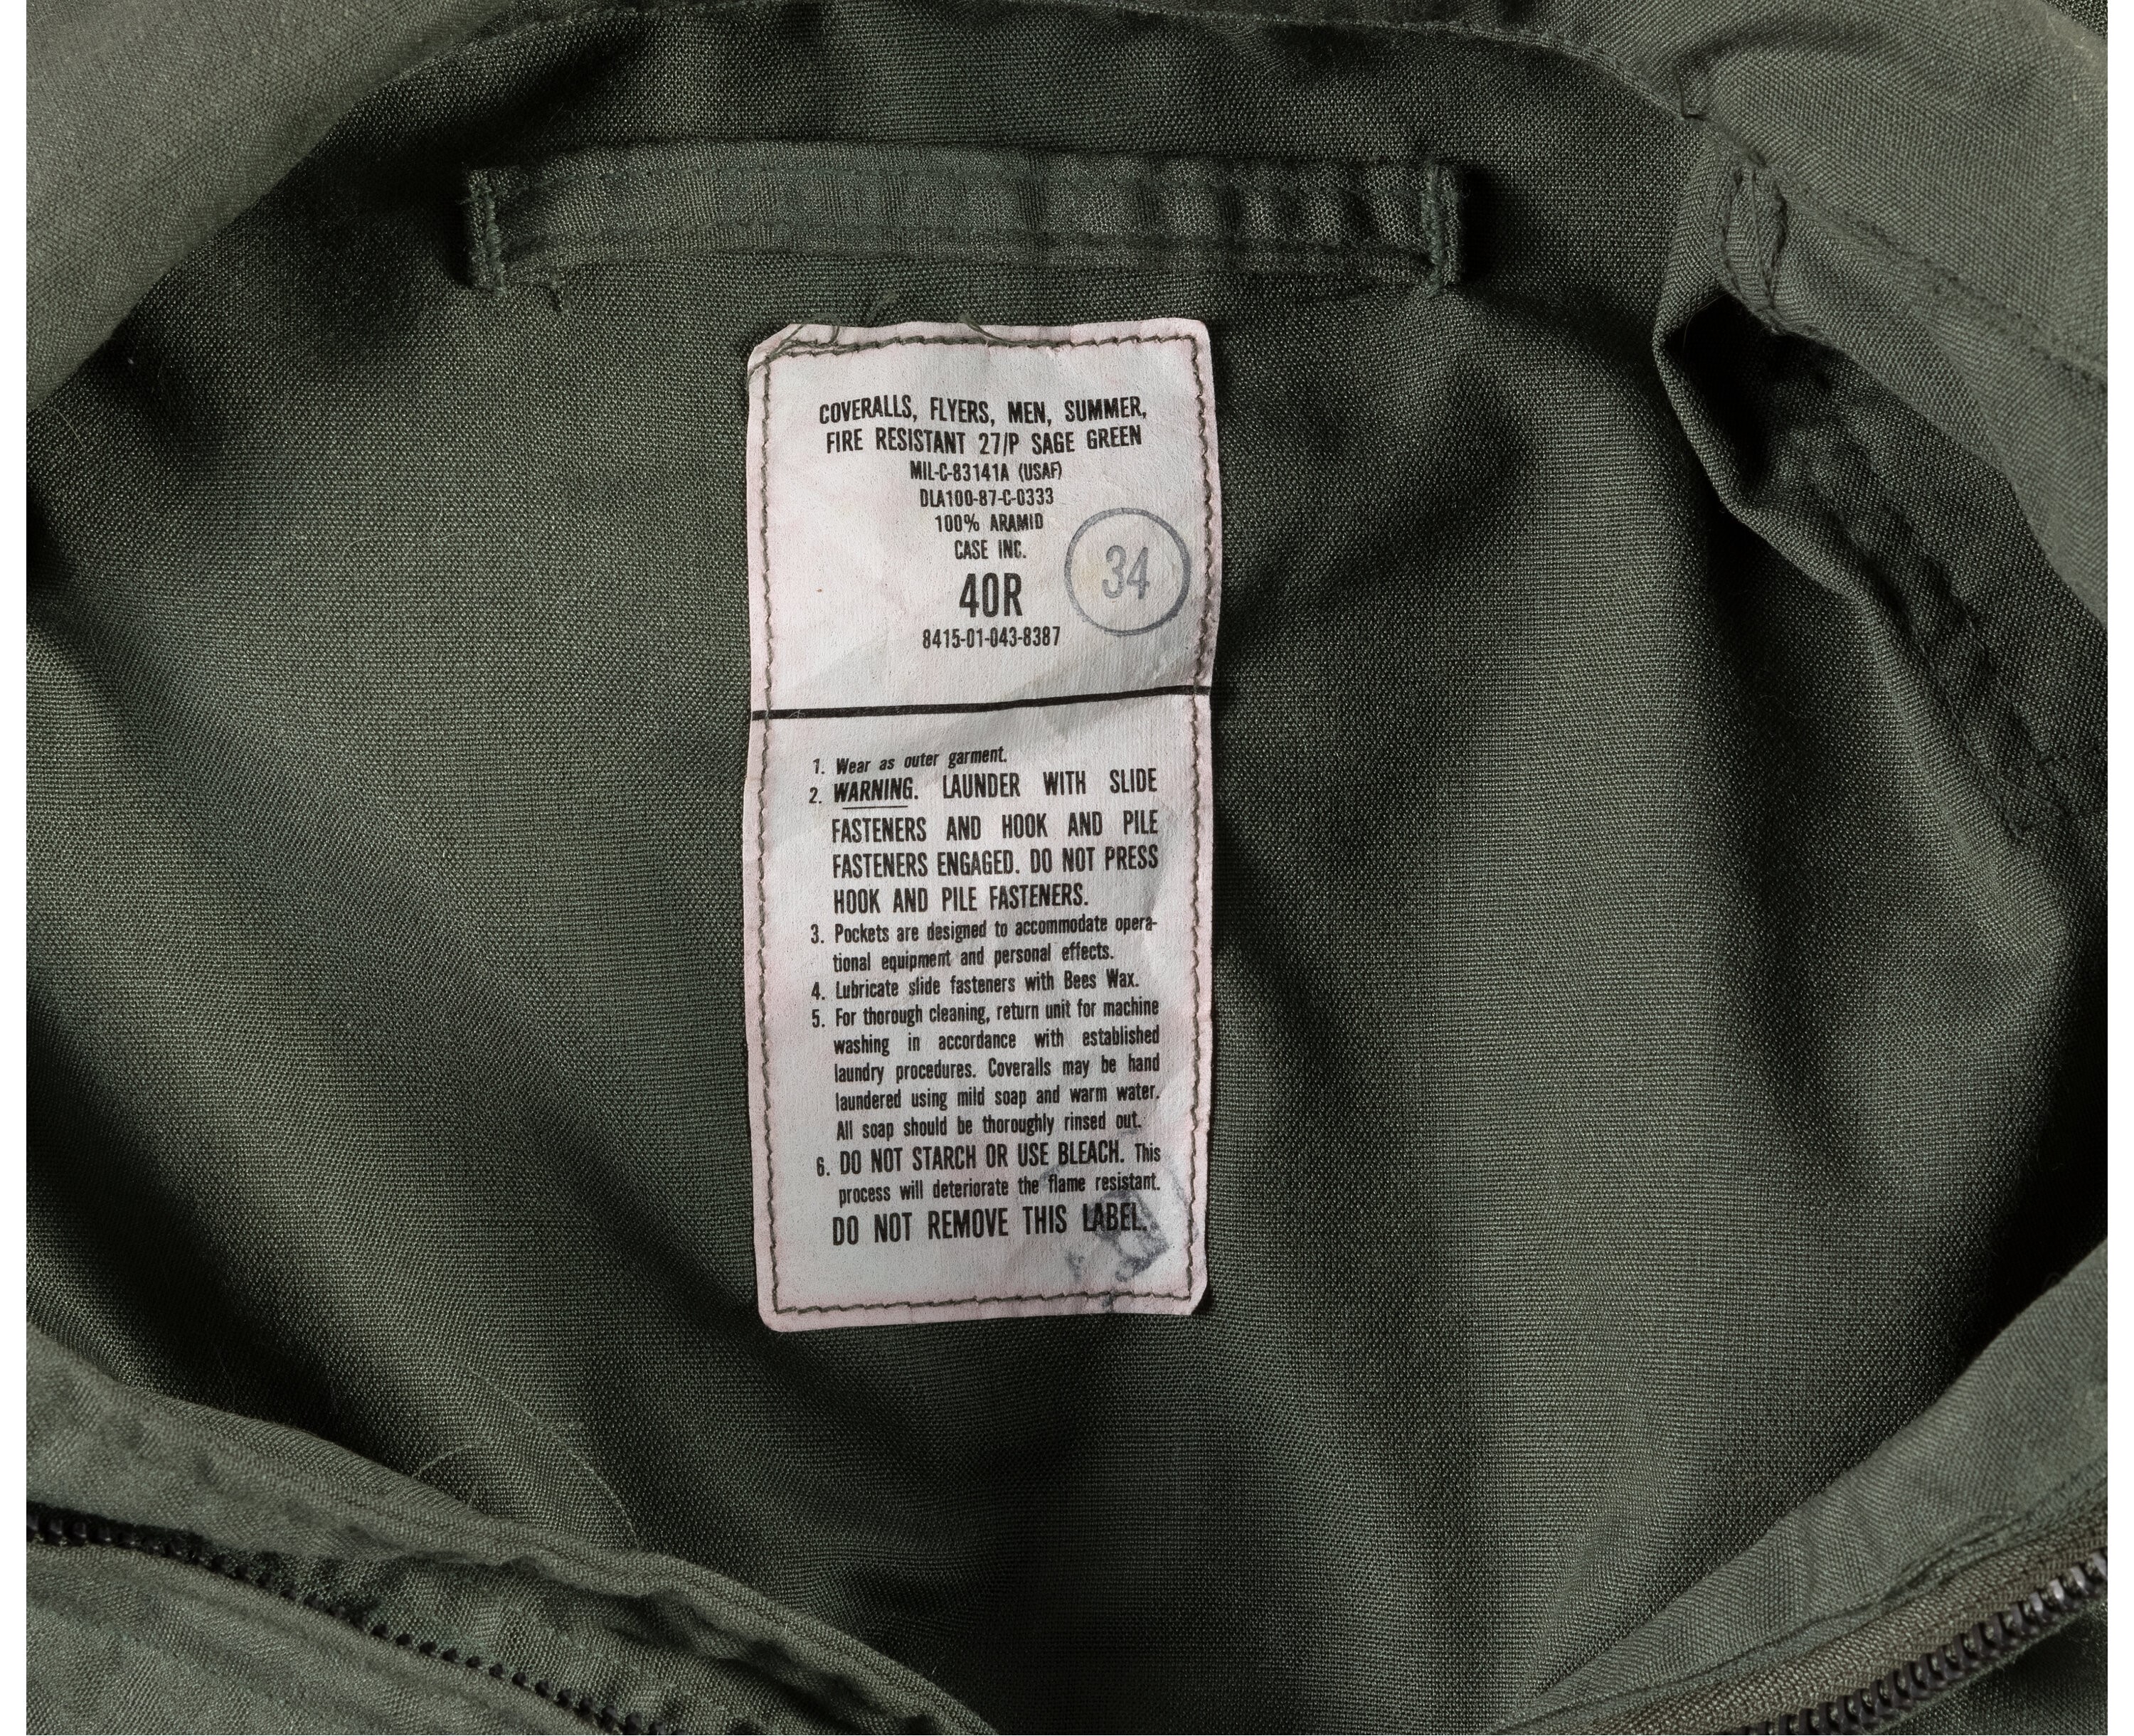 COVERALLS, FLYERS, MEN, SUMMER,
FIRE RESISTANT 27/P SAGE GREEN
MIL-C-83141A (USAF)
DLA100-87-C-0333
100% ARAMID
CASE INC.
34
40R
8415-01-043-8387
1. Wear as outer garment.
2. WARNING. LAUNDER WITH SLIDE
FASTENERS AND HOOK AND PILE
FASTENERS ENGAGED. DO NOT PRESS
HOOK AND PILE FASTENERS.
3. Pockets are designed to accommodate opera-
tional equipment and personal effects.
4. Lubricate slide fasteners with Bees Wax.
5. For thorough cleaning, return unit for machine
washing in accordance with established
laundry procedures. Coveralls may be hand
laundered using mild soap and warm water.
All soap should be thoroughly rinsed out.
6. DO NOT STARCH OR USE BLEACH. This
process will deteriorate the flame resistant.
DO NOT REMOVE THIS LABEL.